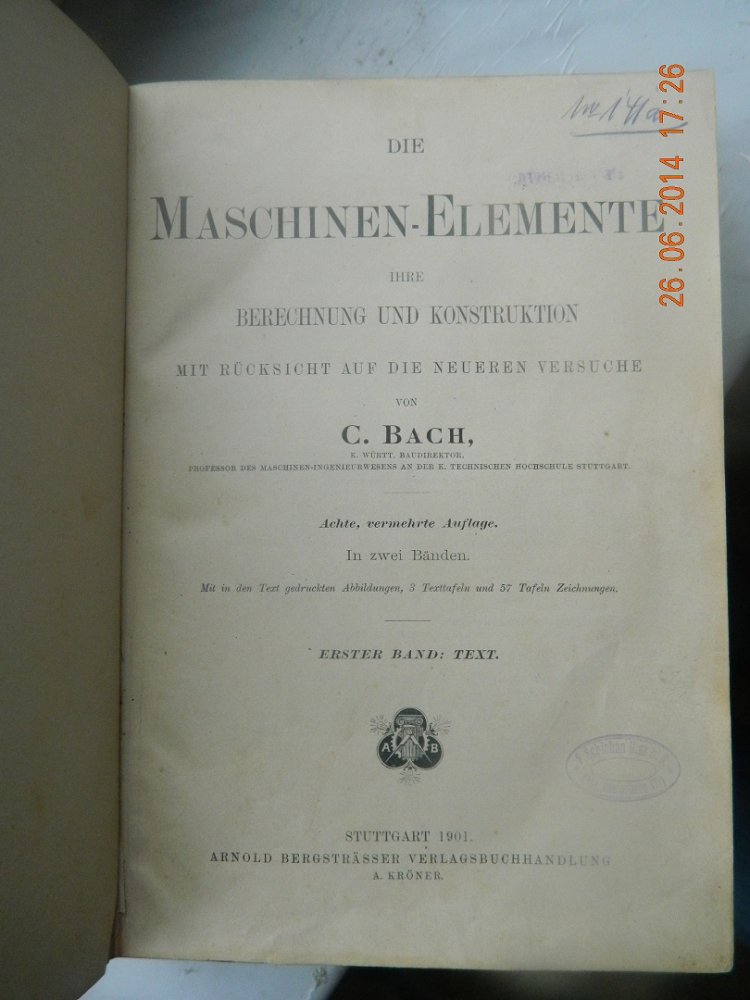 DIE
MASCHINEN-ELEMENTE
IHRE
BERECHNUNG UND KONSTRUKTION
MIT RÜCKSICHT AUF DIE NEUEREN VERSUCHE
VON
C. BACH,
K. WÜRTT. BAUDIREKTOR,
PROFESSOR DES MASCHINEN-INGENIEURWESENS AN DER K. TECHNISCHEN HOCHSCHULE STUTTGART.
Achte, vermehrte Auflage.
In zwei Bänden.
Mit in den Text gedruckten Abbildungen, 3 Texttafeln und 57 Tafeln Zeichnungen.
ERSTER BAND: TEXT.
A B
STUTTGART 1901.
ARNOLD BERGSTRÄSSER VERLAGSBUCHHANDLUNG
A. KRÖNER.
26.06.2014 17:26